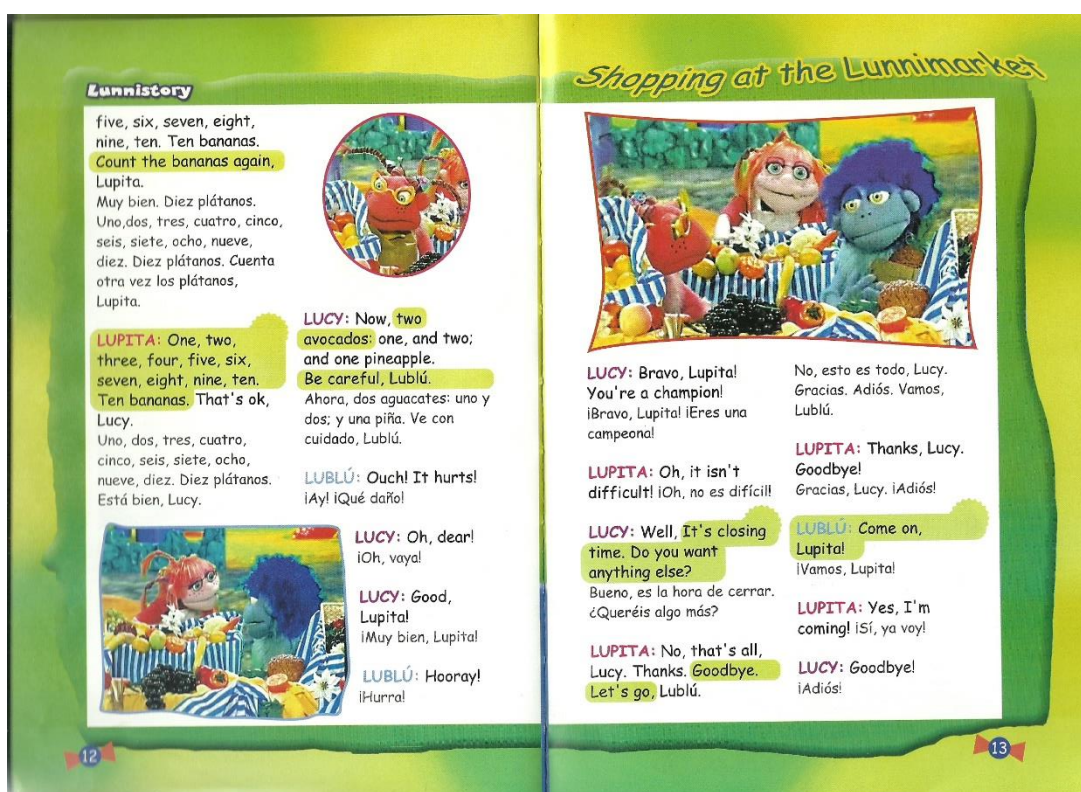 Lunnistory
five, six, seven, eight,
nine, ten. Ten bananas.
Count the bananas again,
Lupita.
Muy bien. Diez plátanos.
Uno,dos, tres, cuatro, cinco,
seis, siete, ocho, nueve,
diez. Diez plátanos. Cuenta
otra vez los plátanos,
Lupita.
LUPITA: One, two,
three, four, five, six,
seven, eight, nine, ten.
Ten bananas. That's ok,
Lucy.
Uno, dos, tres, cuatro,
cinco, seis, siete, ocho,
nueve, diez. Diez plátanos.
Está bien, Lucy.
LUCY: Now, two
avocados: one, and two;
and one pineapple.
Be careful, Lublú.
Ahora, dos aguacates: uno y
dos; y una piña. Ve con
cuidado, Lublú.
LUBLÚ: Ouch! It hurts!
¡Ay! ¡Qué daño!
LUCY: Oh, dear!
¡Oh, vaya!
LUCY: Good,
Lupita!
¡Muy bien, Lupita!
LUBLÚ: Hooray!
¡Hurra!
12
Shopping at the Lunnimarket
LUCY: Bravo, Lupita!
You're a champion!
¡Bravo, Lupita! ¡Eres una
campeona!
LUPITA: Oh, it isn't
difficult! ¡Oh, no es difícil!
LUCY: Well, It's closing
time. Do you want
anything else?
Bueno, es la hora de cerrar.
¿Queréis algo más?
LUPITA: No, that's all,
Lucy. Thanks. Goodbye.
Let's go, Lublú.
No, esto es todo, Lucy.
Gracias. Adiós. Vamos,
Lublú.
LUPITA: Thanks, Lucy.
Goodbye!
Gracias, Lucy. ¡Adiós!
LUBLÚ: Come on,
Lupita!
¡Vamos, Lupita!
LUPITA: Yes, I'm
coming! ¡Sí, ya voy!
LUCY: Goodbye!
¡Adiós!
13